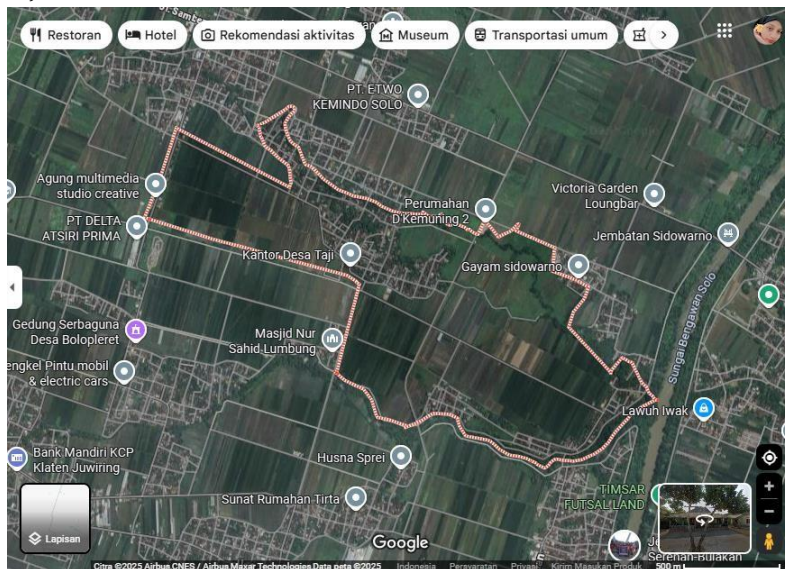 Restoran
Hotel
Rekomendasi aktivitas
Museum
Transportasi umum
PT. ETWO
KEMINDO SOLO
Agung multimedia
studio creative
Victoria Garden
Loungbar
PT DELTA
ATSIRI PRIMA
Perumahan
D'Kemuning 2
Jembatan Sidowarno
Kantor Desa Taji
Gayam sidowarno
Sungai Bengawan Solo
Gedung Serbaguna
Desa Bolopleret
Masjid Nur
Sahid Lumbung
engkel Pintu mobil
& electric cars
Lawuh Iwak
Bank Mandiri KCP
Klaten Juwiring
Husna Sprei
Sunat Rumahan Tirta
TIMSAR
FUTSAL LAND
Lapisan
Google
Serenan-Bulakan
Citra ©2025 Airbus, CNES / Airbus, Maxar Technologies, Data peta ©2025 Indonesia Persyaratan Privasi Kirim Masukan Produk 500 m